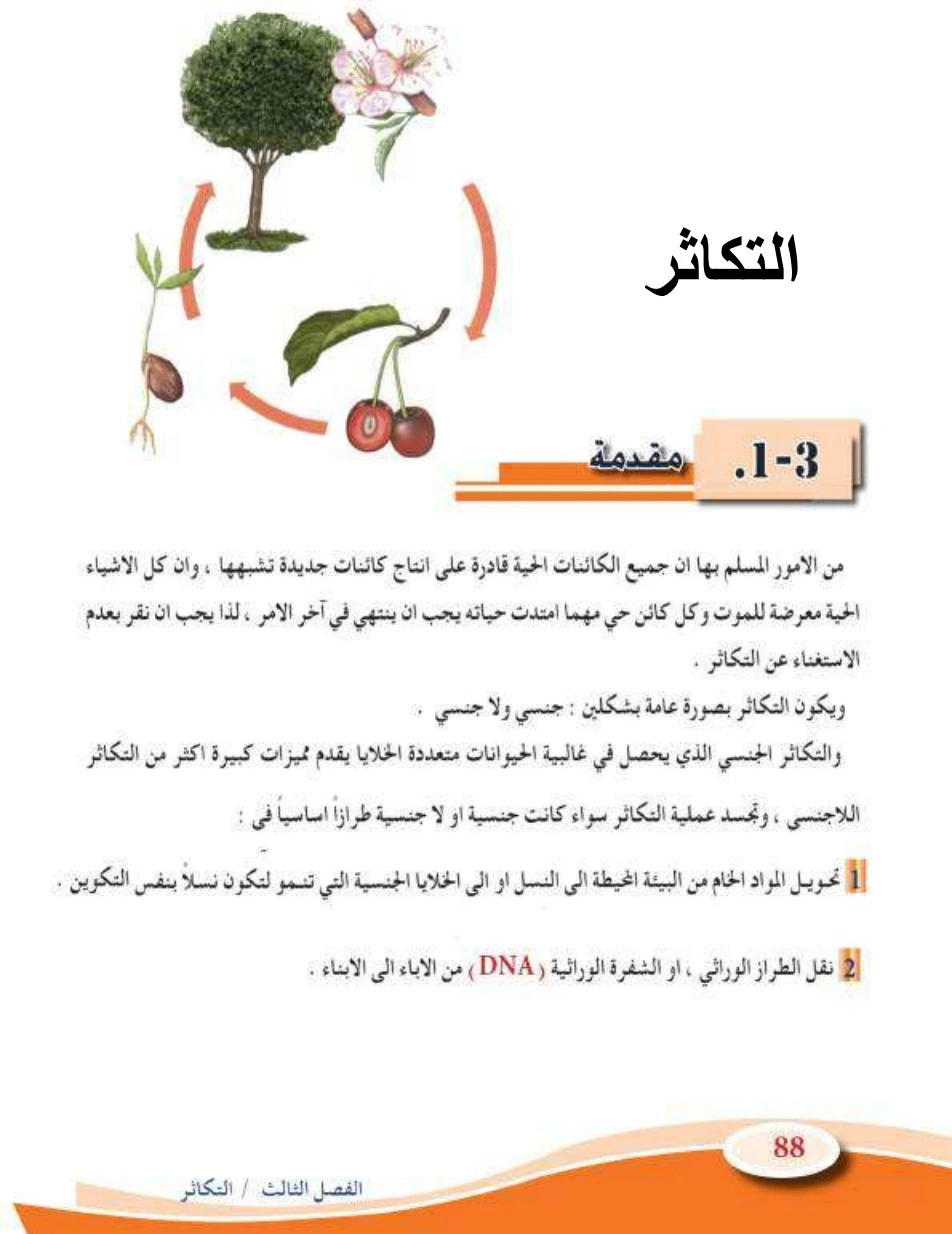 التكاثر
1-3. مقدمة
من الامور المسلم بها ان جميع الكائنات الحية قادرة على انتاج كائنات جديدة تشبهها ، وان كل الاشياء
الحية معرضة للموت وكل كائن حي مهما امتدت حياته يجب ان ينتهي في آخر الامر ، لذا يجب ان نقر بعدم
الاستغناء عن التكاثر .
ويكون التكاثر بصورة عامة بشكلين : جنسي ولا جنسي .
والتكاثر الجنسي الذي يحصل في غالبية الحيوانات متعددة الخلايا يقدم مميزات كبيرة اكثر من التكاثر
اللاجنسي ، وتجسد عملية التكاثر سواء كانت جنسية او لا جنسية طرازاً اساسياً في :
1 تحويل المواد الخام من البيئة المحيطة الى النسل او الى الخلايا الجنسية التي تنمو لتكون نسلاً بنفس التكوين .
2 نقل الطراز الوراثي ، او الشفرة الوراثية (DNA) من الاباء الى الابناء .
88
الفصل الثالث / التكاثر